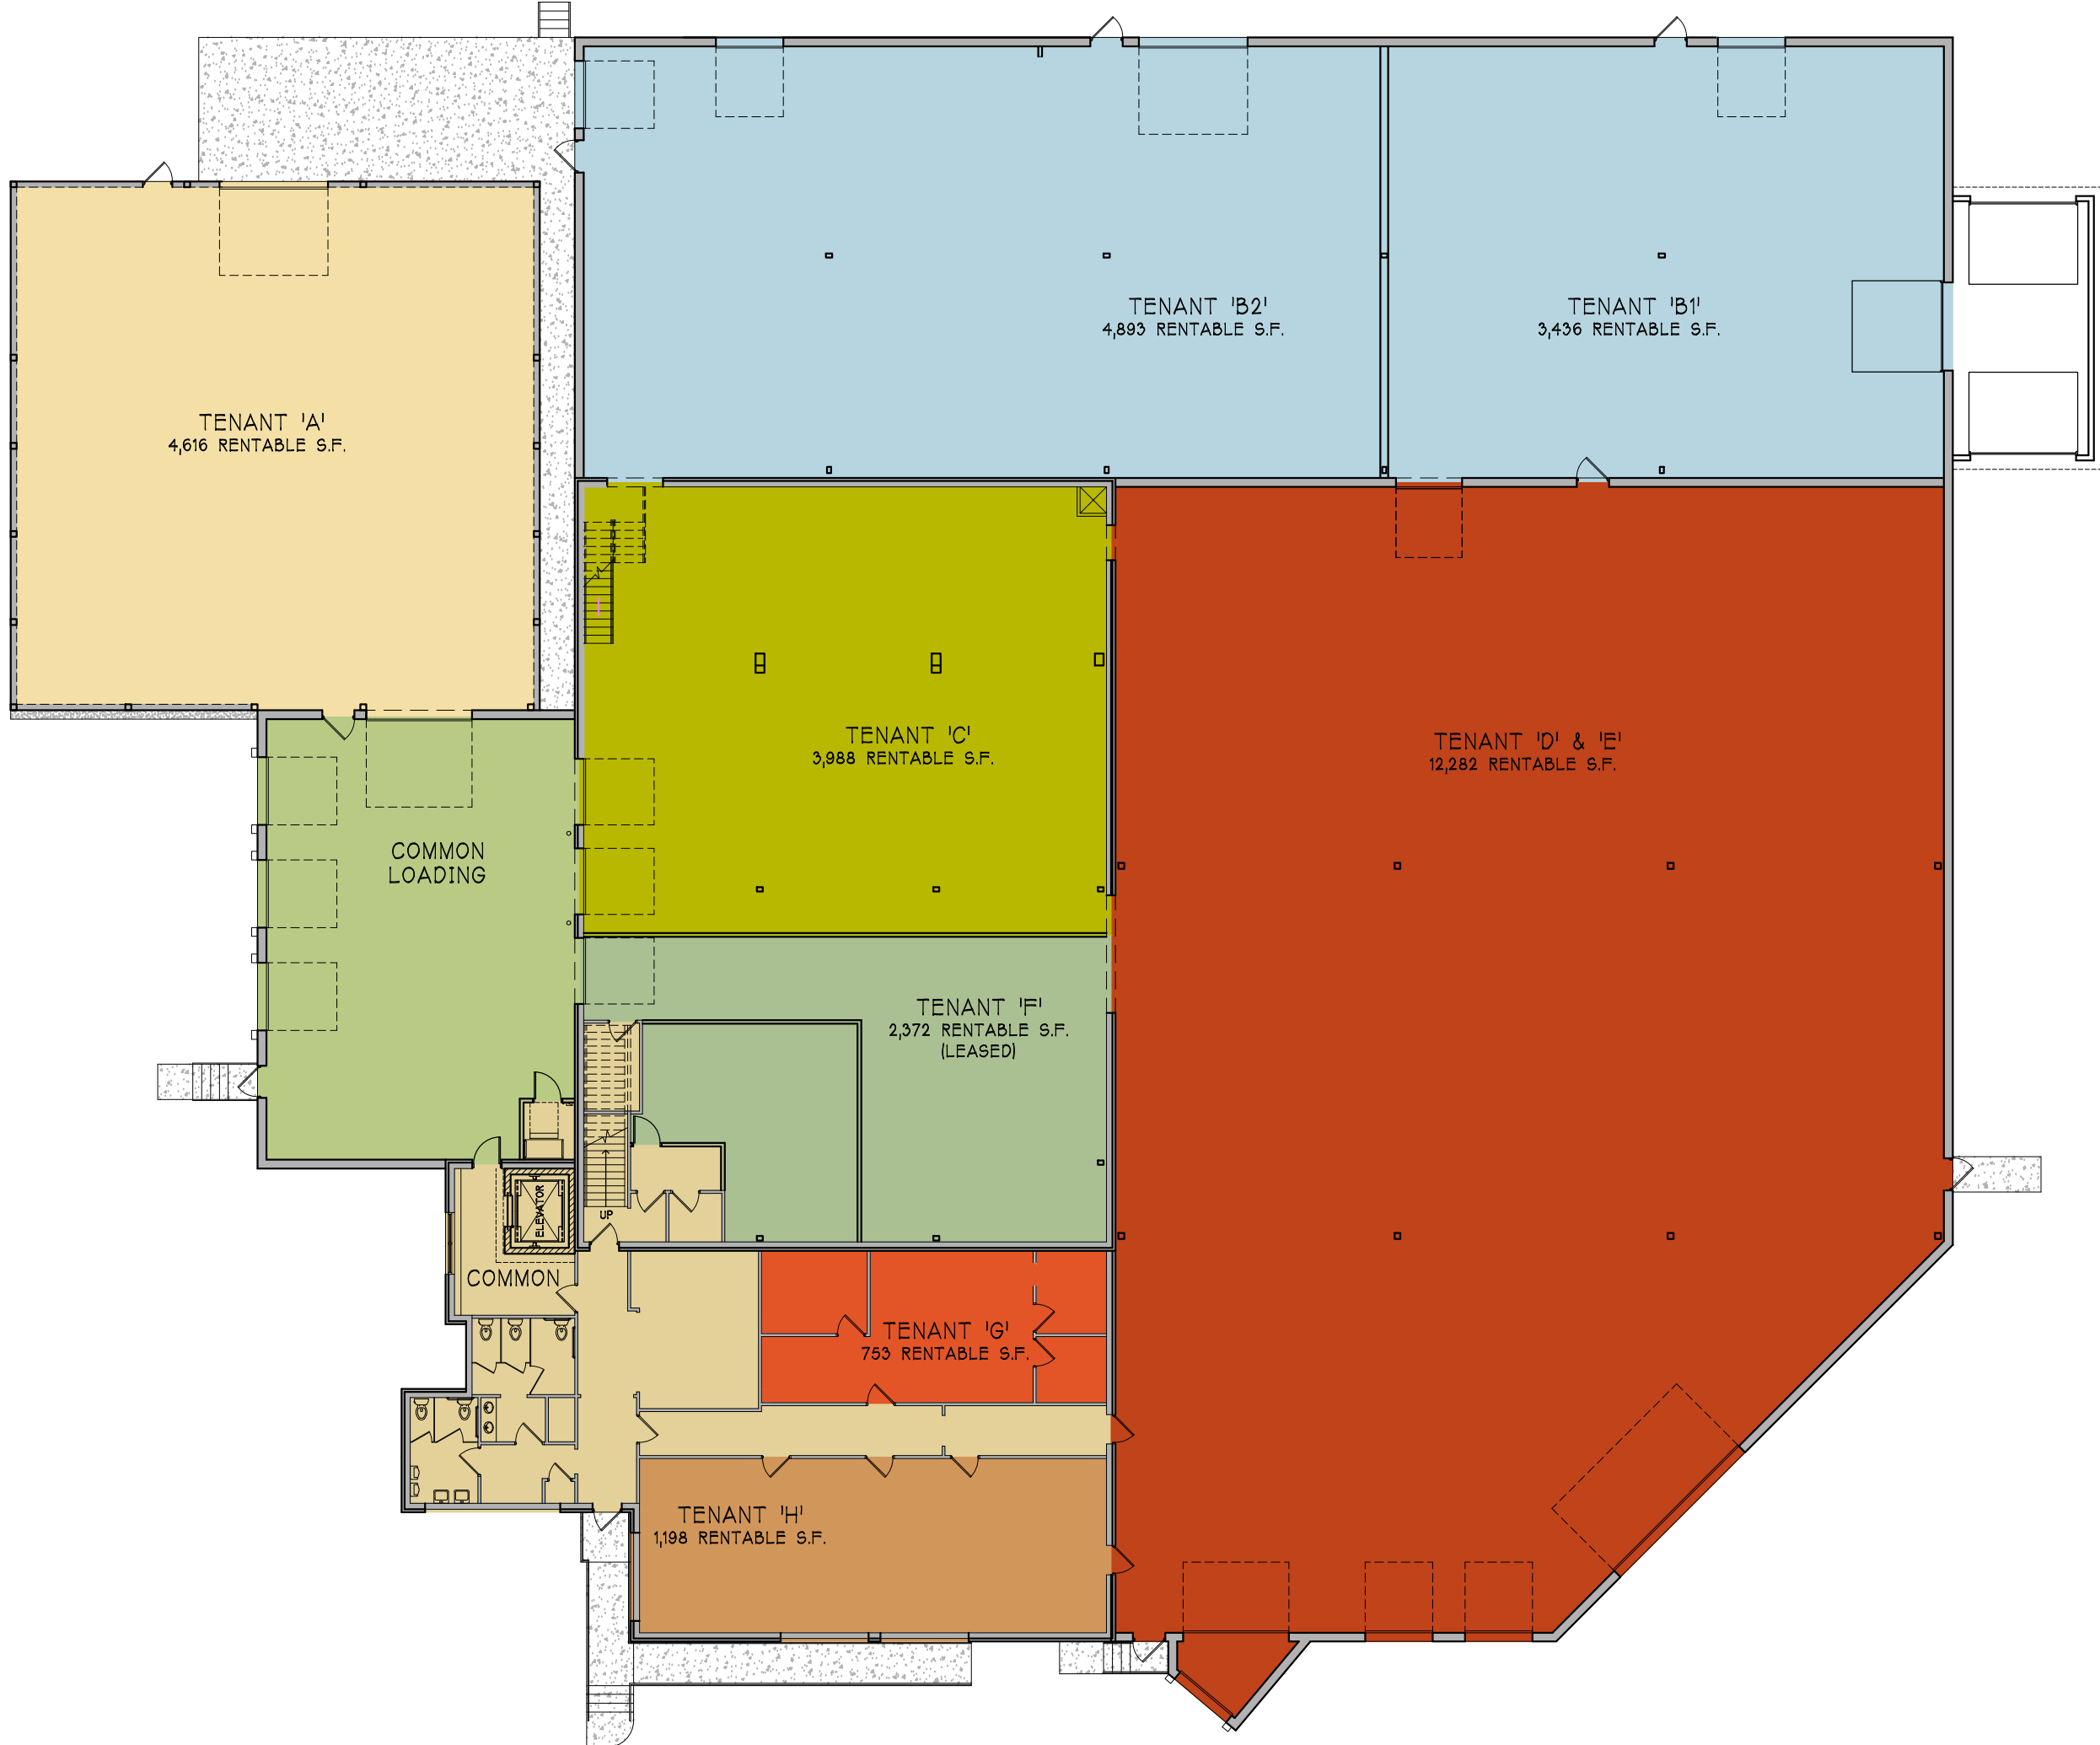 TENANT 'B2'
4,893 RENTABLE S.F.
TENANT 'B1'
3,436 RENTABLE S.F.
TENANT 'A'
4,616 RENTABLE S.F.
TENANT 'C'
3,988 RENTABLE S.F.
TENANT 'D' & 'E'
12,282 RENTABLE S.F.
COMMON
LOADING
TENANT 'F'
2,372 RENTABLE S.F.
(LEASED)
UP
ELEVATOR
COMMON
TENANT 'G'
753 RENTABLE S.F.
TENANT 'H'
1,198 RENTABLE S.F.